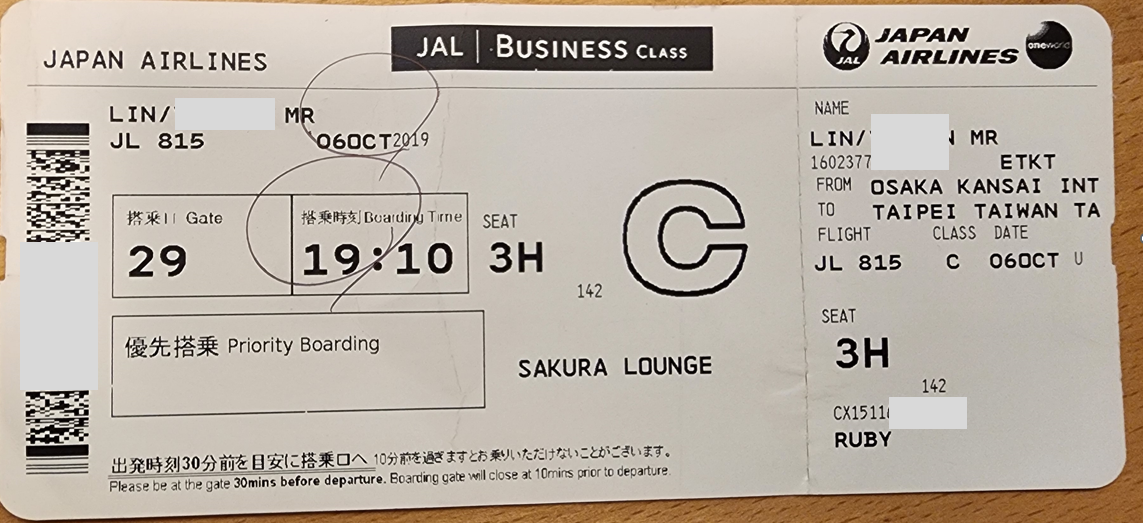 JAPAN AIRLINES
JAL | BUSINESS CLASS
LIN/ MR
JL 815 06OCT2019
搭乗口 Gate
29
搭乗時刻 Boarding Time
19:10
SEAT
3H
142
C
優先搭乗 Priority Boarding
SAKURA LOUNGE
出発時刻30分前を目安に搭乗口へ 10分前を過ぎますとお乗りいただけないことがございます。
Please be at the gate 30mins before departure. Boarding gate will close at 10mins prior to departure.
JAL
JAPAN
AIRLINES
oneworld
NAME
LIN/ N MR
1602377 ETKT
FROM OSAKA KANSAI INT
TO TAIPEI TAIWAN TA
FLIGHT CLASS DATE
JL 815 C 06OCT U
SEAT
3H
142
CX1511
RUBY